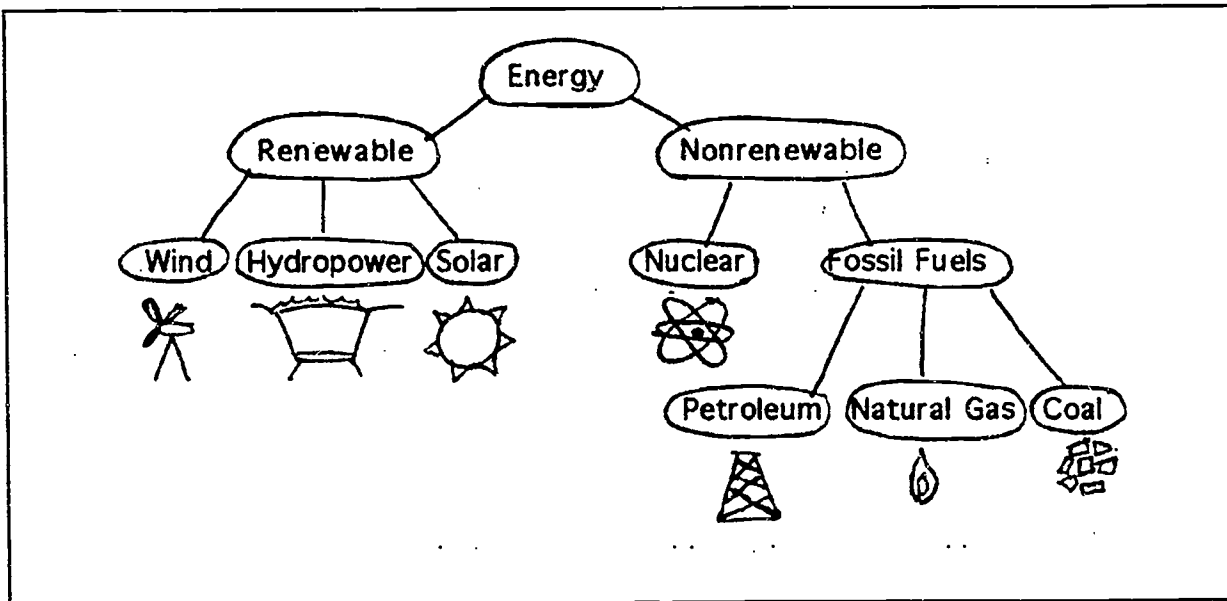 Energy
Renewable Nonrenewable
Wind Hydropower Solar Nuclear Fossil Fuels
Petroleum Natural Gas Coal